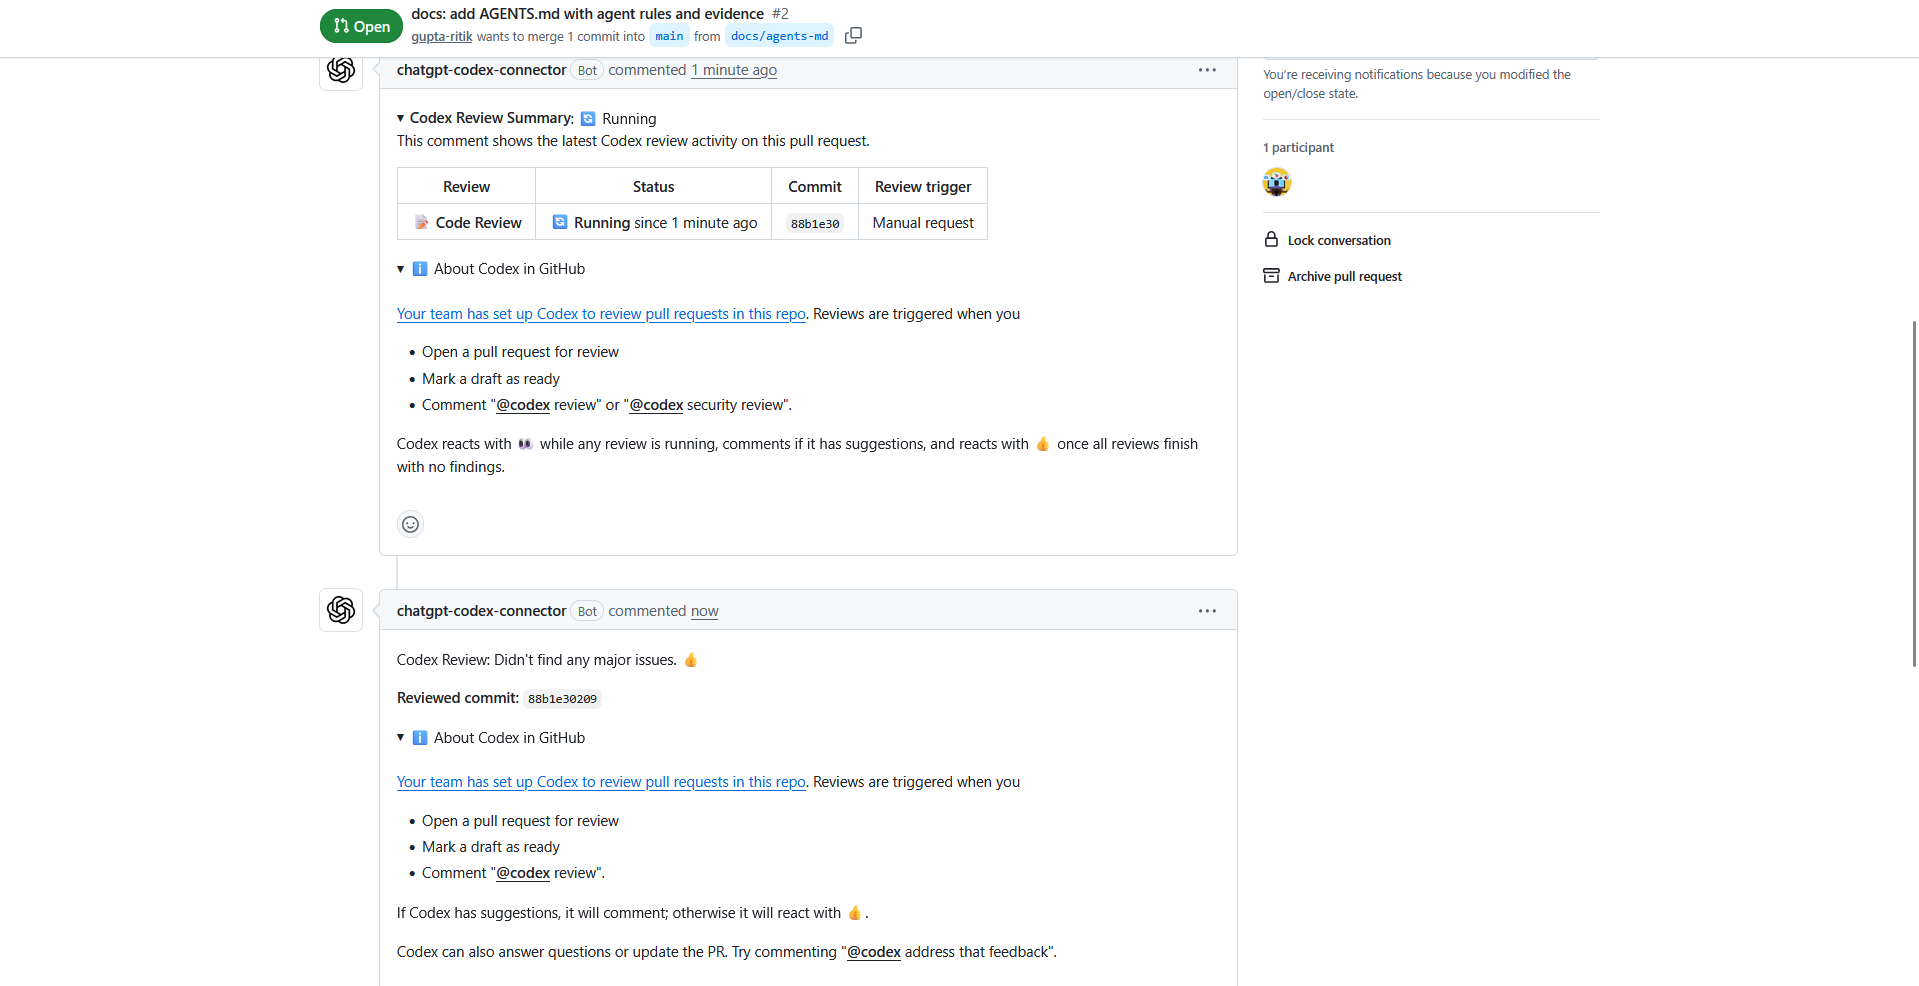 Open
docs: add AGENTS.md with agent rules and evidence #2
gupta-ritik wants to merge 1 commit into main from docs/agents-md
chatgpt-codex-connector Bot commented 1 minute ago
Codex Review Summary: Running
This comment shows the latest Codex review activity on this pull request.
Review Status Commit Review trigger
Code Review Running since 1 minute ago 88b1e30 Manual request
About Codex in GitHub
Your team has set up Codex to review pull requests in this repo. Reviews are triggered when you
• Open a pull request for review
• Mark a draft as ready
• Comment "@codex review" or "@codex security review".
Codex reacts with 👀 while any review is running, comments if it has suggestions, and reacts with 👍 once all reviews finish
with no findings.
chatgpt-codex-connector Bot commented now
Codex Review: Didn't find any major issues. 👍
Reviewed commit: 88b1e30209
About Codex in GitHub
Your team has set up Codex to review pull requests in this repo. Reviews are triggered when you
• Open a pull request for review
• Mark a draft as ready
• Comment "@codex review".
If Codex has suggestions, it will comment; otherwise it will react with 👍.
Codex can also answer questions or update the PR. Try commenting "@codex address that feedback".
You're receiving notifications because you modified the
open/close state.
1 participant
Lock conversation
Archive pull request